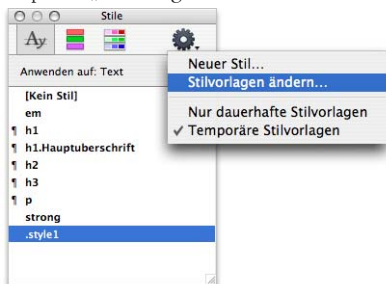 Stile
Ay
Anwenden auf: Text
[Kein Stil]
em
¶ h1
¶ h1.Hauptuberschrift
¶ h2
¶ h3
¶ p
strong
.style1
Neuer Stil...
Stilvorlagen ändern...
Nur dauerhafte Stilvorlagen
✓ Temporäre Stilvorlagen